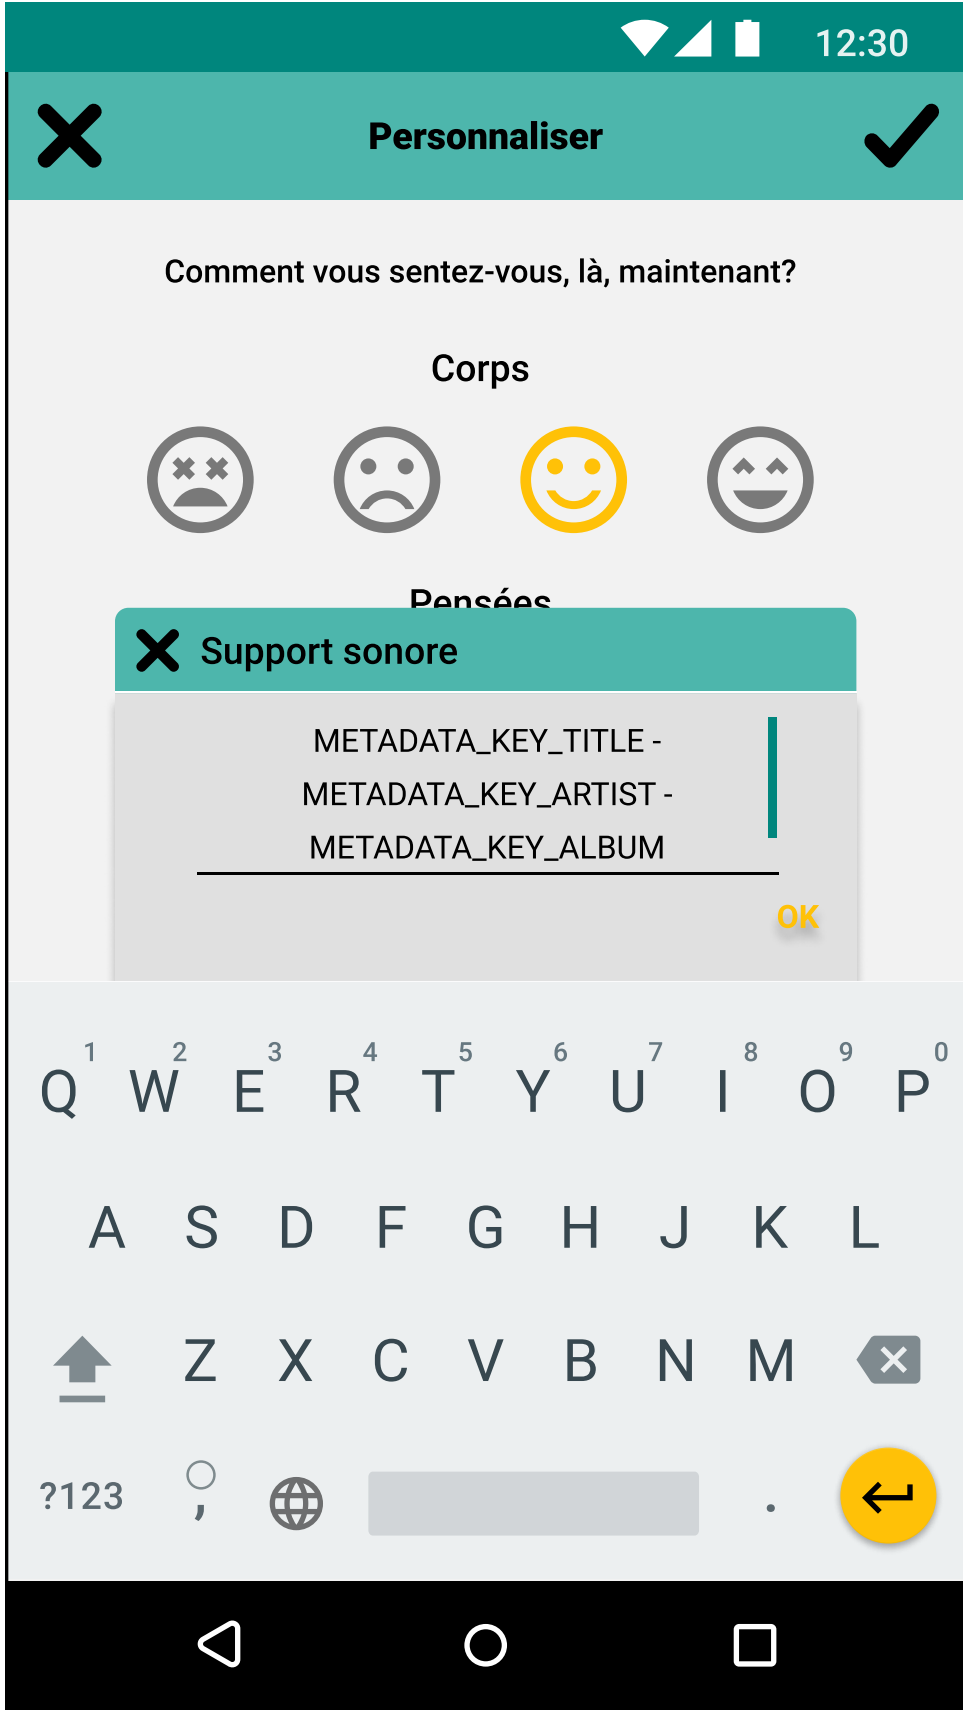 12:30
Personnaliser
Comment vous sentez-vous, là, maintenant?
Corps
Pensées
Support sonore
METADATA_KEY_TITLE -
METADATA_KEY_ARTIST -
METADATA_KEY_ALBUM
OK
1 2 3 4 5 6 7 8 9 0
Q W E R T Y U I O P
A S D F G H J K L
Z X C V B N M
?123 , .